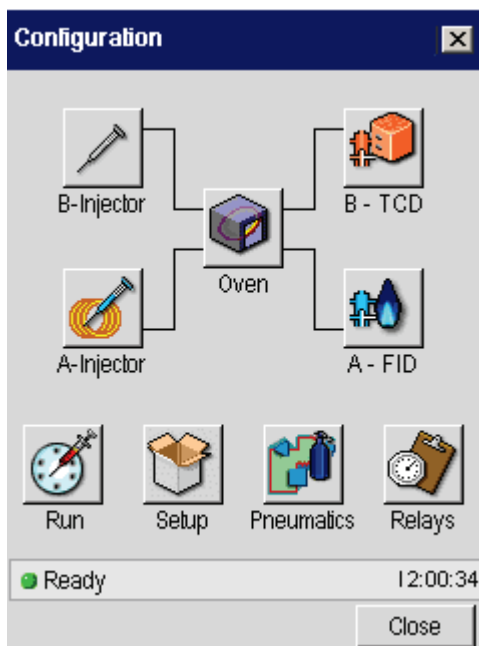 Configuration
B-Injector
B - TCD
Oven
A-Injector
A - FID
Run
Setup
Pneumatics
Relays
Ready
12:00:34
Close